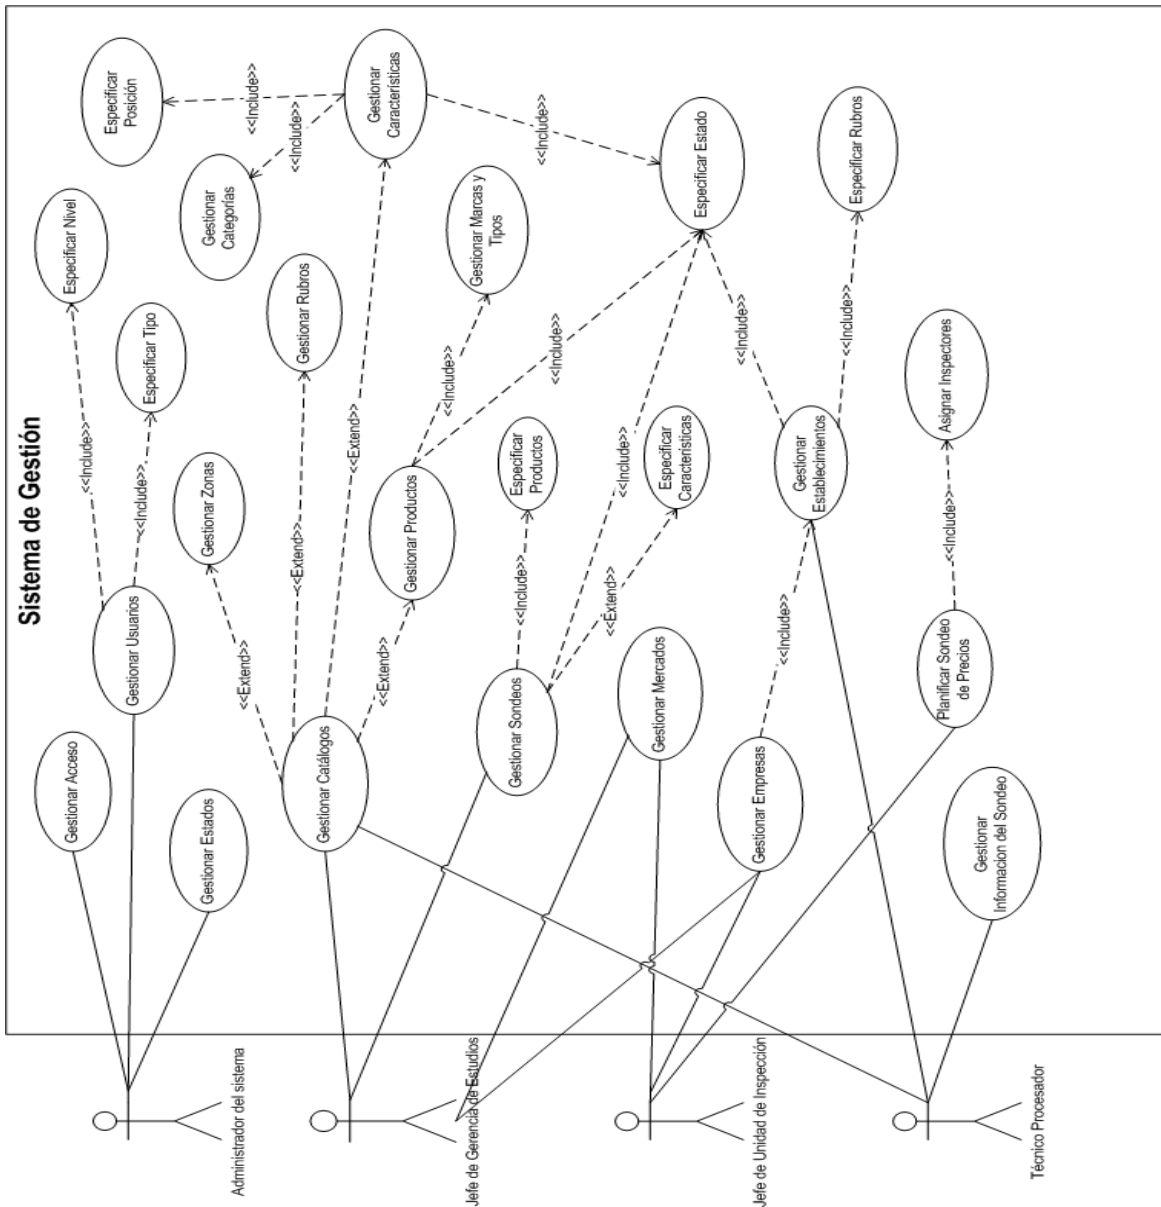 Sistema de Gestión
Especificar
Posición
<<Include>>
<<Include>>
Gestionar
Características
<<Include>>
Especificar Nivel
Gestionar
Categorías
Especificar Estado
Especificar Rubros
Gestionar Marcas y
Tipos
Especificar Tipo
Gestionar Rubros
<<Include>>
<<Include>>
<<Include>>
<<Include>>
<<Include>>
<<Include>>
<<Include>>
<<Extend>>
Asignar Inspectores
Gestionar Zonas
Gestionar Productos
Especificar
Productos
Especificar
Características
Gestionar
Establecimientos
<<Extend>>
<<Include>>
<<Extend>>
<<Include>>
Gestionar Usuarios
<<Extend>>
<<Extend>>
<<Include>>
Gestionar Acceso
Gestionar Estados
Gestionar Catálogos
Gestionar Sondeos
Gestionar Mercados
Gestionar Empresas
Planificar Sondeo
de Precios
Gestionar
Informacion del Sondeo
Administrador del sistema
Jefe de Gerencia de Estudios
Jefe de Unidad de Inspección
Técnico Procesador